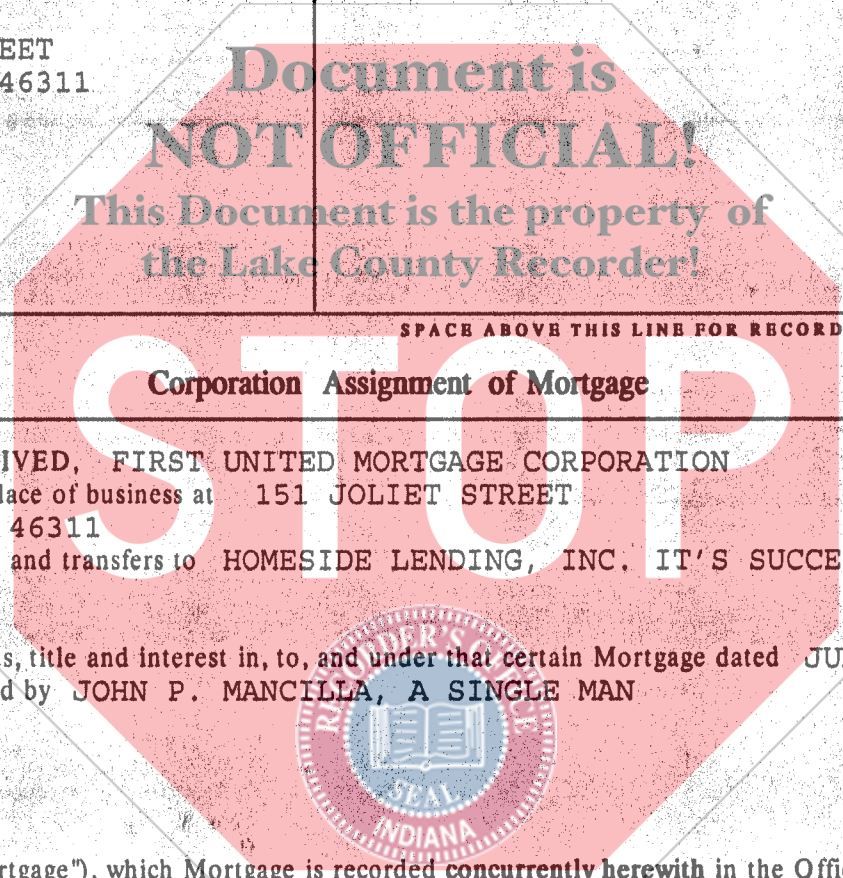 EET
46311
Document is
NOT OFFICIAL!
This Document is the property of
the Lake County Recorder!
SPACE ABOVE THIS LINE FOR RECORD
Corporation Assignment of Mortgage
STOP
IVED, FIRST UNITED MORTGAGE CORPORATION
lace of business at 151 JOLIET STREET
46311
and transfers to HOMESIDE LENDING, INC. IT'S SUCCE
s, title and interest in, to, and under that certain Mortgage dated JU
d by JOHN P. MANCILLA, A SINGLE MAN
RECORDER'S OFFICE
SEAL
INDIANA
rtgage"), which Mortgage is recorded concurrently herewith in the Offi